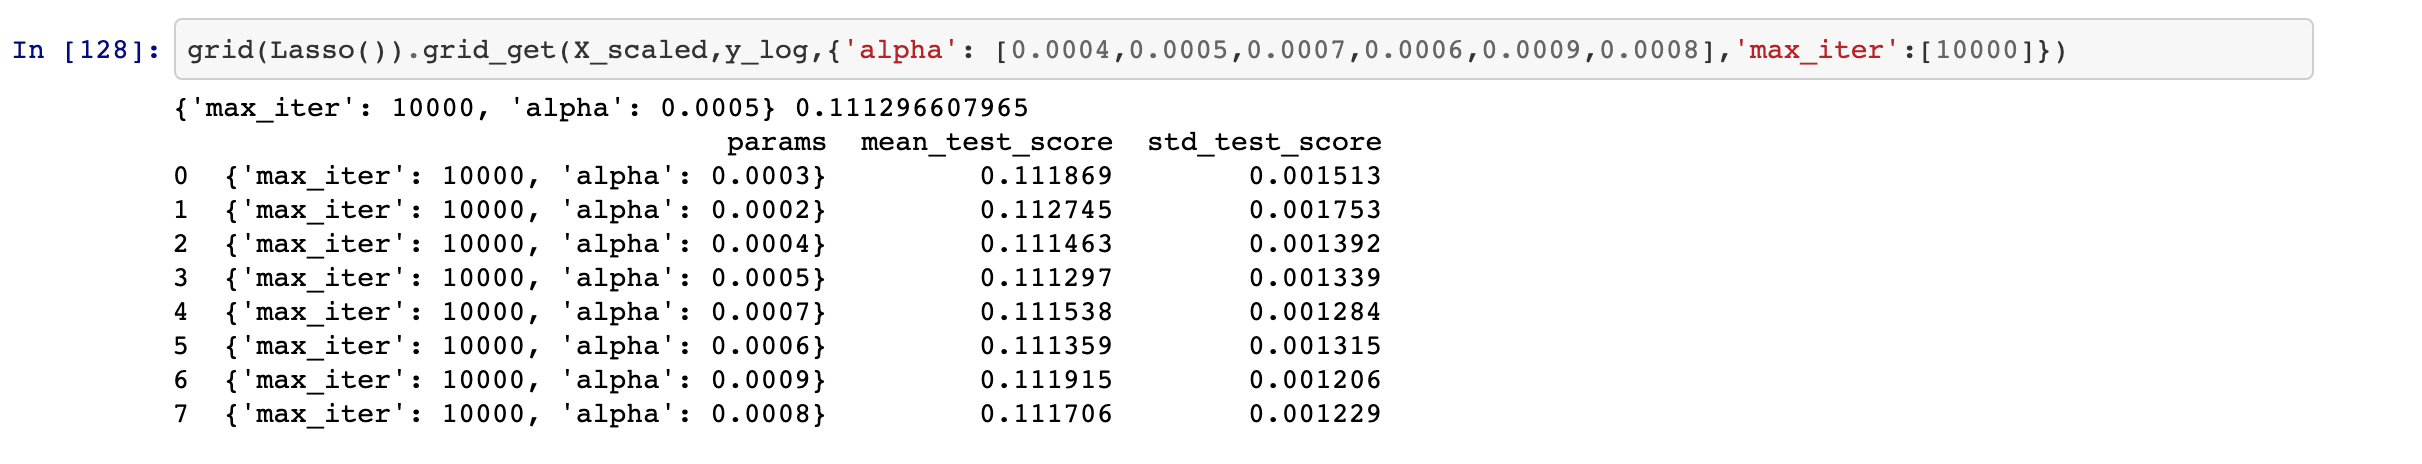 In [128]: grid(Lasso()).grid_get(X_scaled,y_log,{'alpha': [0.0004,0.0005,0.0007,0.0006,0.0009,0.0008],'max_iter':[10000]})
{'max_iter': 10000, 'alpha': 0.0005} 0.111296607965
params mean_test_score std_test_score
0 {'max_iter': 10000, 'alpha': 0.0003} 0.111869 0.001513
1 {'max_iter': 10000, 'alpha': 0.0002} 0.112745 0.001753
2 {'max_iter': 10000, 'alpha': 0.0004} 0.111463 0.001392
3 {'max_iter': 10000, 'alpha': 0.0005} 0.111297 0.001339
4 {'max_iter': 10000, 'alpha': 0.0007} 0.111538 0.001284
5 {'max_iter': 10000, 'alpha': 0.0006} 0.111359 0.001315
6 {'max_iter': 10000, 'alpha': 0.0009} 0.111915 0.001206
7 {'max_iter': 10000, 'alpha': 0.0008} 0.111706 0.001229